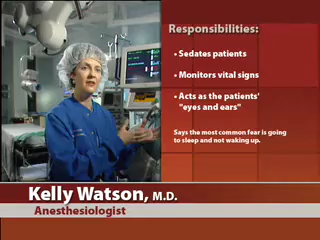 Responsibilities:
• Sedates patients
• Monitors vital signs
• Acts as the patients'
"eyes and ears"
Says the most common fear is going
to sleep and not waking up.
Kelly Watson, M.D.
Anesthesiologist